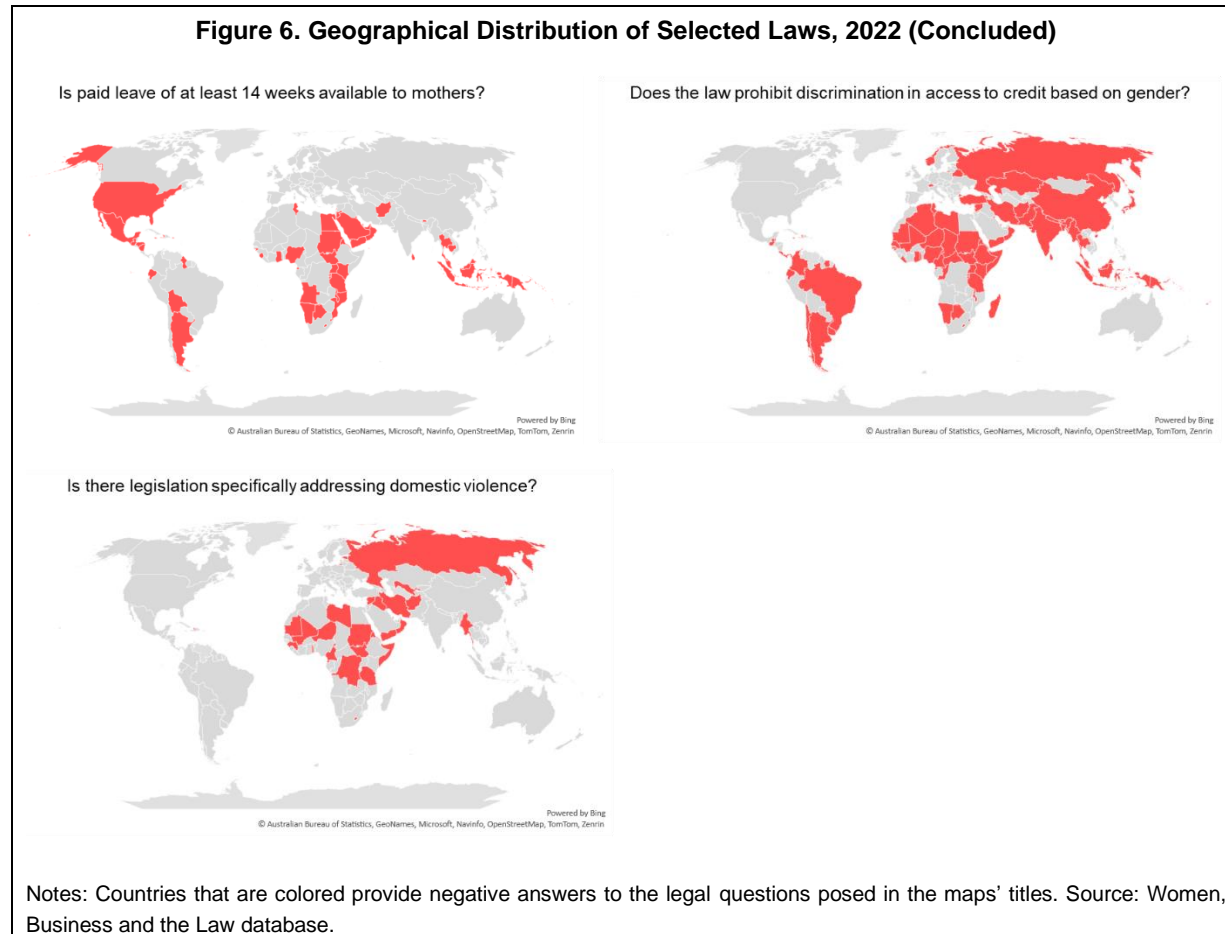 Figure 6. Geographical Distribution of Selected Laws, 2022 (Concluded)
Is paid leave of at least 14 weeks available to mothers?
Powered by Bing
© Australian Bureau of Statistics, GeoNames, Microsoft, Navinfo, OpenStreetMap, TomTom, Zenrin
Does the law prohibit discrimination in access to credit based on gender?
Powered by Bing
© Australian Bureau of Statistics, GeoNames, Microsoft, Navinfo, OpenStreetMap, TomTom, Zenrin
Is there legislation specifically addressing domestic violence?
Powered by Bing
© Australian Bureau of Statistics, GeoNames, Microsoft, Navinfo, OpenStreetMap, TomTom, Zenrin
Notes: Countries that are colored provide negative answers to the legal questions posed in the maps’ titles. Source: Women,
Business and the Law database.